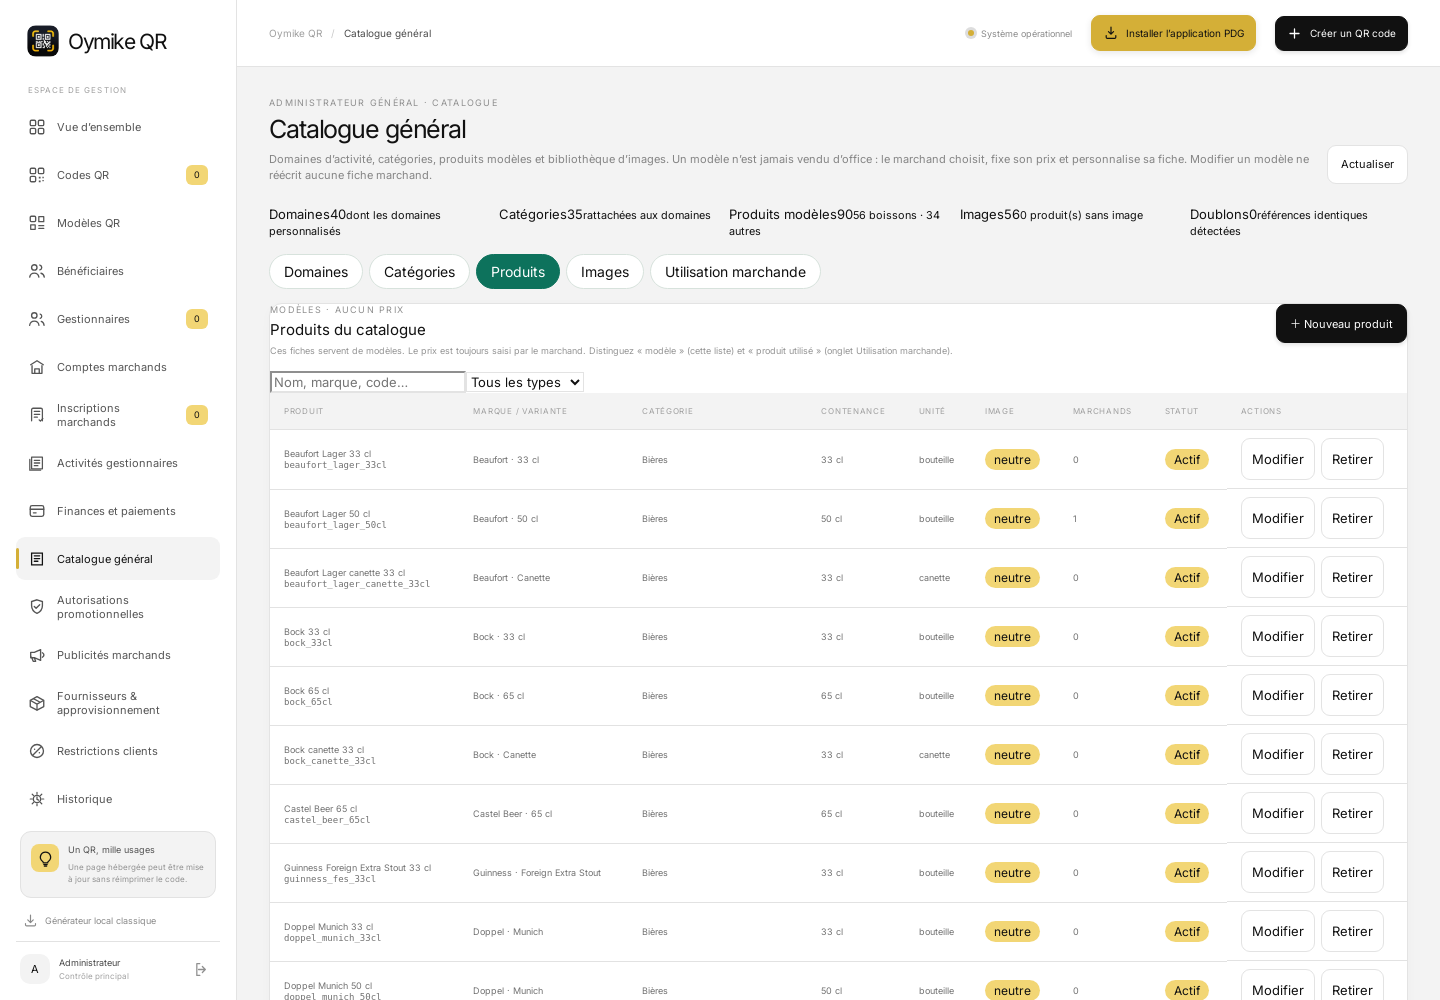 Oymike QR
ESPACE DE GESTION
Vue d’ensemble
Codes QR 0
Modèles QR
Bénéficiaires
Gestionnaires 0
Comptes marchands
Inscriptions
marchands 0
Activités gestionnaires
Finances et paiements
Catalogue général
Autorisations
promotionnelles
Publicités marchands
Fournisseurs &
approvisionnement
Restrictions clients
Historique
Un QR, mille usages
Une page hébergée peut être mise
à jour sans réimprimer le code.
Générateur local classique
A Administrateur
Contrôle principal
Oymike QR / Catalogue général
Système opérationnel
Installer l’application PDG
Créer un QR code
ADMINISTRATEUR GÉNÉRAL · CATALOGUE
Catalogue général
Domaines d’activité, catégories, produits modèles et bibliothèque d’images. Un modèle n’est jamais vendu d’office : le marchand choisit, fixe son prix et personnalise sa fiche. Modifier un modèle ne
réécrit aucune fiche marchand.
Actualiser
Domaines40dont les domaines
personnalisés
Catégories35rattachées aux domaines
Produits modèles9056 boissons · 34
autres
Images560 produit(s) sans image
Doublons0références identiques
détectées
Domaines Catégories Produits Images Utilisation marchande
MODÈLES · AUCUN PRIX
Produits du catalogue
Ces fiches servent de modèles. Le prix est toujours saisi par le marchand. Distinguez « modèle » (cette liste) et « produit utilisé » (onglet Utilisation marchande).
+ Nouveau produit
Nom, marque, code… Tous les types
PRODUIT MARQUE / VARIANTE CATÉGORIE CONTENANCE UNITÉ IMAGE MARCHANDS STATUT ACTIONS
Beaufort Lager 33 cl
beaufort_lager_33cl Beaufort · 33 cl Bières 33 cl bouteille neutre 0 Actif Modifier Retirer
Beaufort Lager 50 cl
beaufort_lager_50cl Beaufort · 50 cl Bières 50 cl bouteille neutre 1 Actif Modifier Retirer
Beaufort Lager canette 33 cl
beaufort_lager_canette_33cl Beaufort · Canette Bières 33 cl canette neutre 0 Actif Modifier Retirer
Bock 33 cl
bock_33cl Bock · 33 cl Bières 33 cl bouteille neutre 0 Actif Modifier Retirer
Bock 65 cl
bock_65cl Bock · 65 cl Bières 65 cl bouteille neutre 0 Actif Modifier Retirer
Bock canette 33 cl
bock_canette_33cl Bock · Canette Bières 33 cl canette neutre 0 Actif Modifier Retirer
Castel Beer 65 cl
castel_beer_65cl Castel Beer · 65 cl Bières 65 cl bouteille neutre 0 Actif Modifier Retirer
Guinness Foreign Extra Stout 33 cl
guinness_fes_33cl Guinness · Foreign Extra Stout Bières 33 cl bouteille neutre 0 Actif Modifier Retirer
Doppel Munich 33 cl
doppel_munich_33cl Doppel · Munich Bières 33 cl bouteille neutre 0 Actif Modifier Retirer
Doppel Munich 50 cl
doppel_munich_50cl Doppel · Munich Bières 50 cl bouteille neutre 0 Actif Modifier Retirer